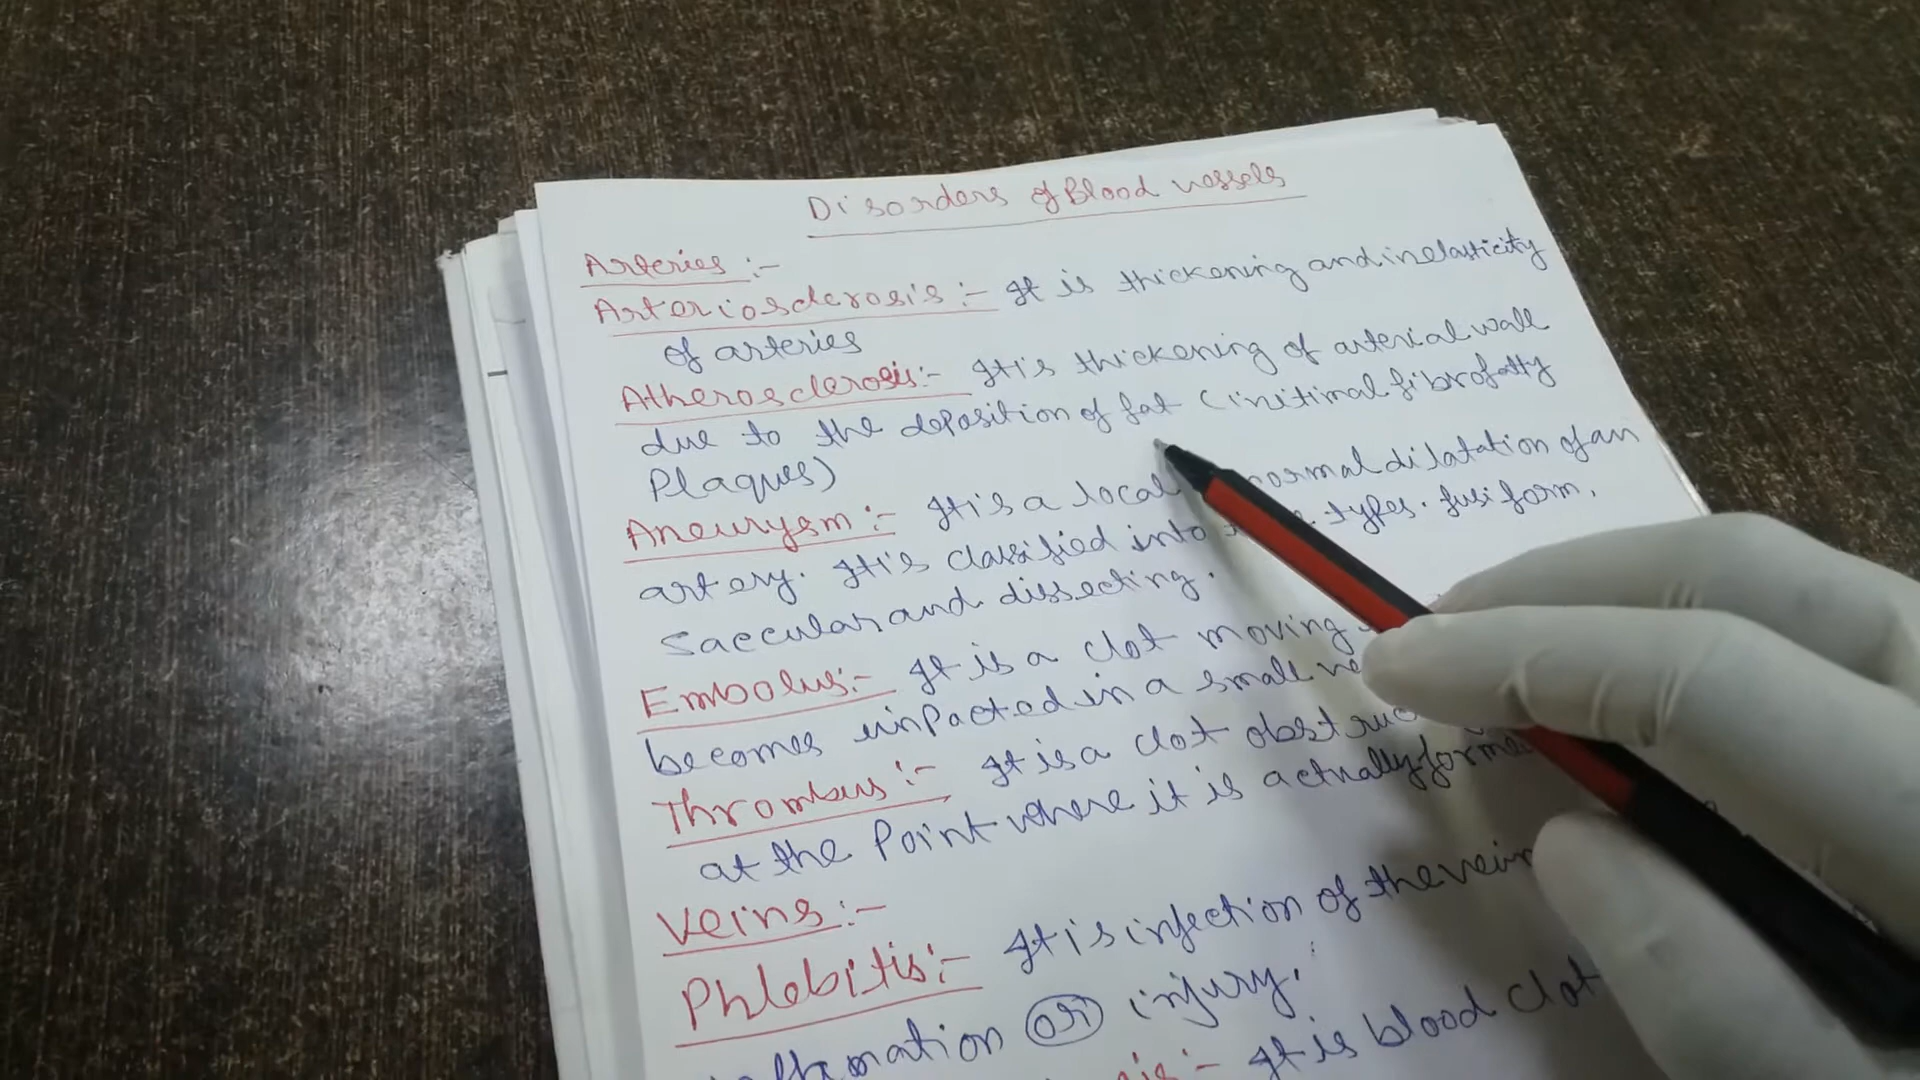 Disorders of Blood vessels
Arteries:-
Arteriosclerosis:- It is thickening and inelasticity
of arteries
Atherosclerosis:- It is thickening of arterial wall
due to the deposition of fat (initimal fibrofatty
Plaques)
Aneurysm:- It is a local normal dilatation of an
artery. It is classified into types. fusiform,
Saccular and dissecting.
Embolus:- It is a clot moving
becomes impacted in a small
Thrombus:- It is a clot
at the Point where it is actually
Veins:-
Phlebitis:- It is infection of the vein
or injury.
It is blood clot